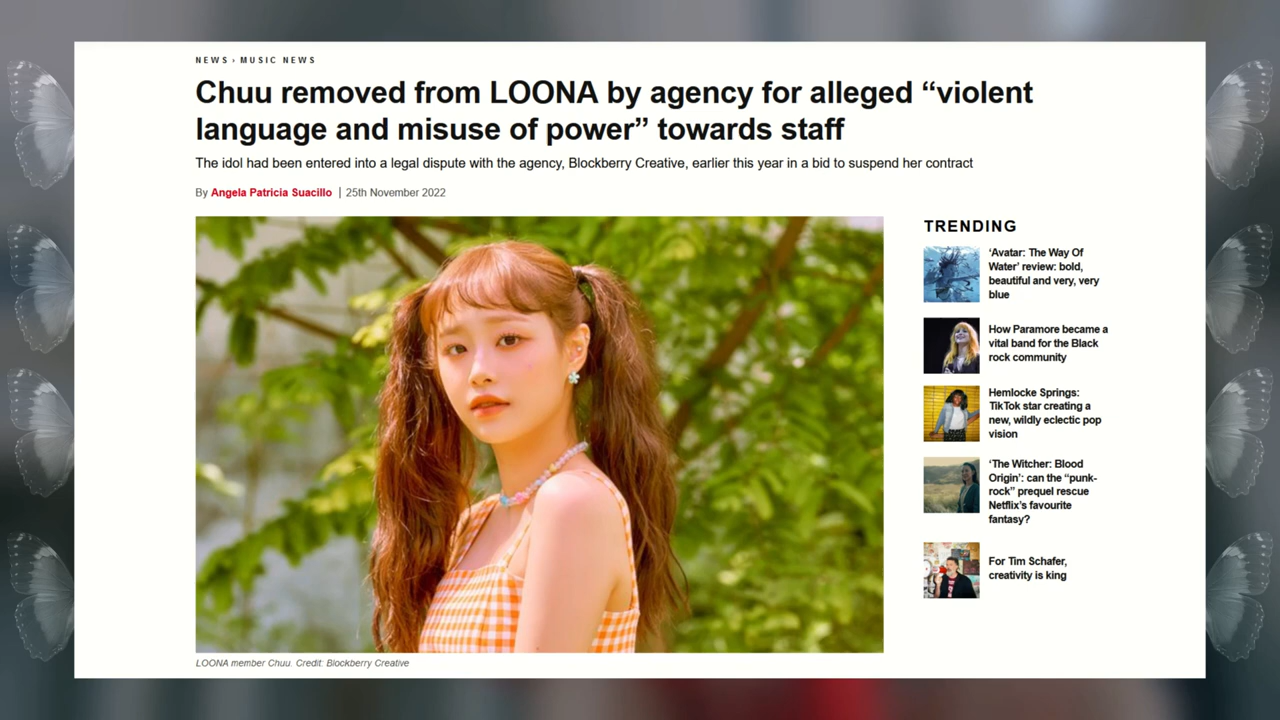 NEWS › MUSIC NEWS
Chuu removed from LOONA by agency for alleged “violent
language and misuse of power” towards staff
The idol had been entered into a legal dispute with the agency, Blockberry Creative, earlier this year in a bid to suspend her contract
By Angela Patricia Suacillo | 25th November 2022
TRENDING
‘Avatar: The Way Of
Water’ review: bold,
beautiful and very, very
blue
How Paramore became a
vital band for the Black
rock community
Hemlocke Springs:
TikTok star creating a
new, wildly eclectic pop
vision
‘The Witcher: Blood
Origin’: can the “punk-
rock” prequel rescue
Netflix’s favourite
fantasy?
For Tim Schafer,
creativity is king
LOONA member Chuu. Credit: Blockberry Creative